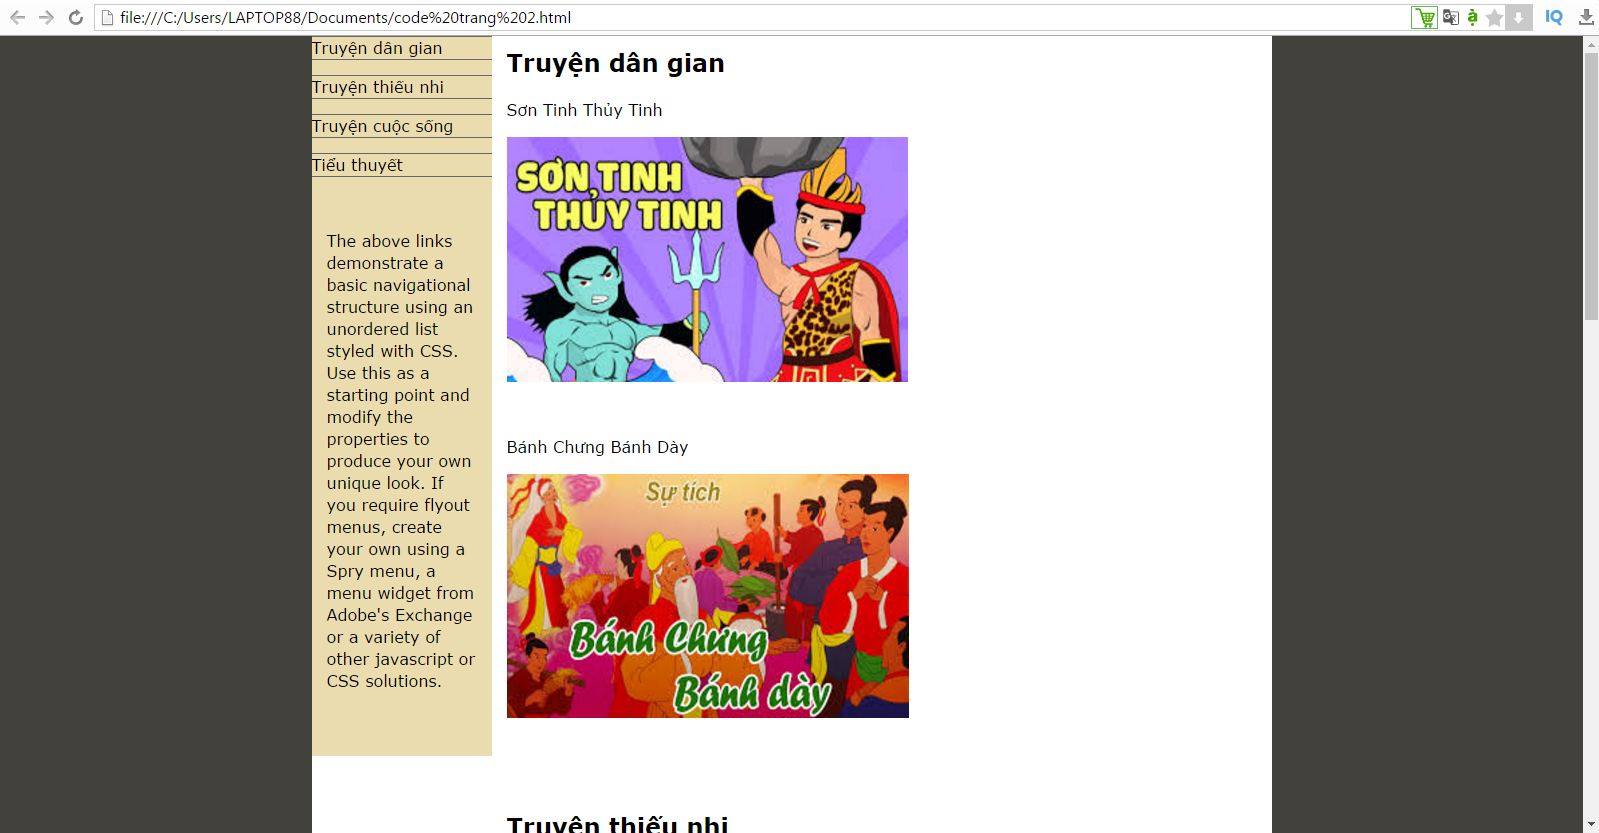 file:///C:/Users/LAPTOP88/Documents/code%20trang%202.html
IQ
Truyện dân gian
Truyện thiếu nhi
Truyện cuộc sống
Tiểu thuyết
The above links
demonstrate a
basic navigational
structure using an
unordered list
styled with CSS.
Use this as a
starting point and
modify the
properties to
produce your own
unique look. If
you require flyout
menus, create
your own using a
Spry menu, a
menu widget from
Adobe's Exchange
or a variety of
other javascript or
CSS solutions.
Truyện dân gian
Sơn Tinh Thủy Tinh
SƠN TINH
THỦY TINH
Bánh Chưng Bánh Dày
Sự tích
Bánh Chưng
Bánh dày
Truyện thiếu nhi